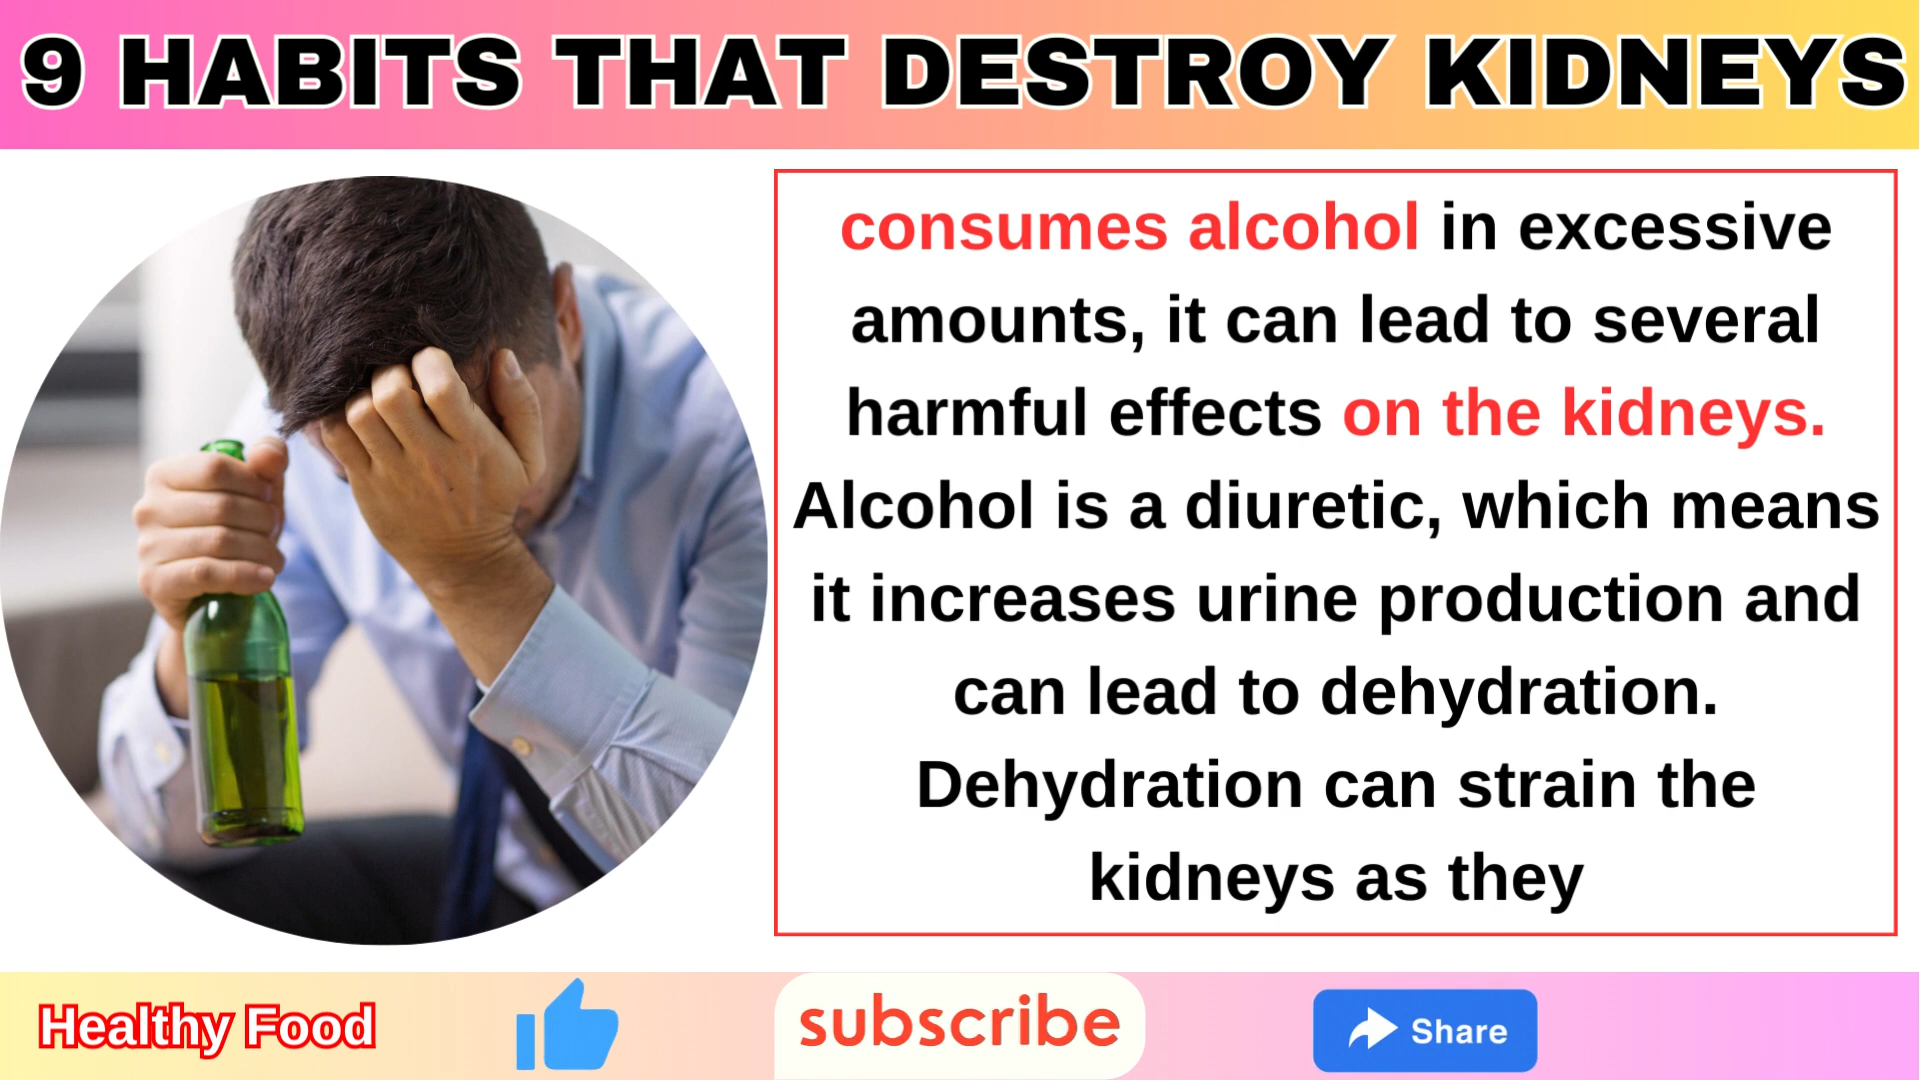 9 HABITS THAT DESTROY KIDNEYS
consumes alcohol in excessive
amounts, it can lead to several
harmful effects on the kidneys.
Alcohol is a diuretic, which means
it increases urine production and
can lead to dehydration.
Dehydration can strain the
kidneys as they
Healthy Food
subscribe
Share